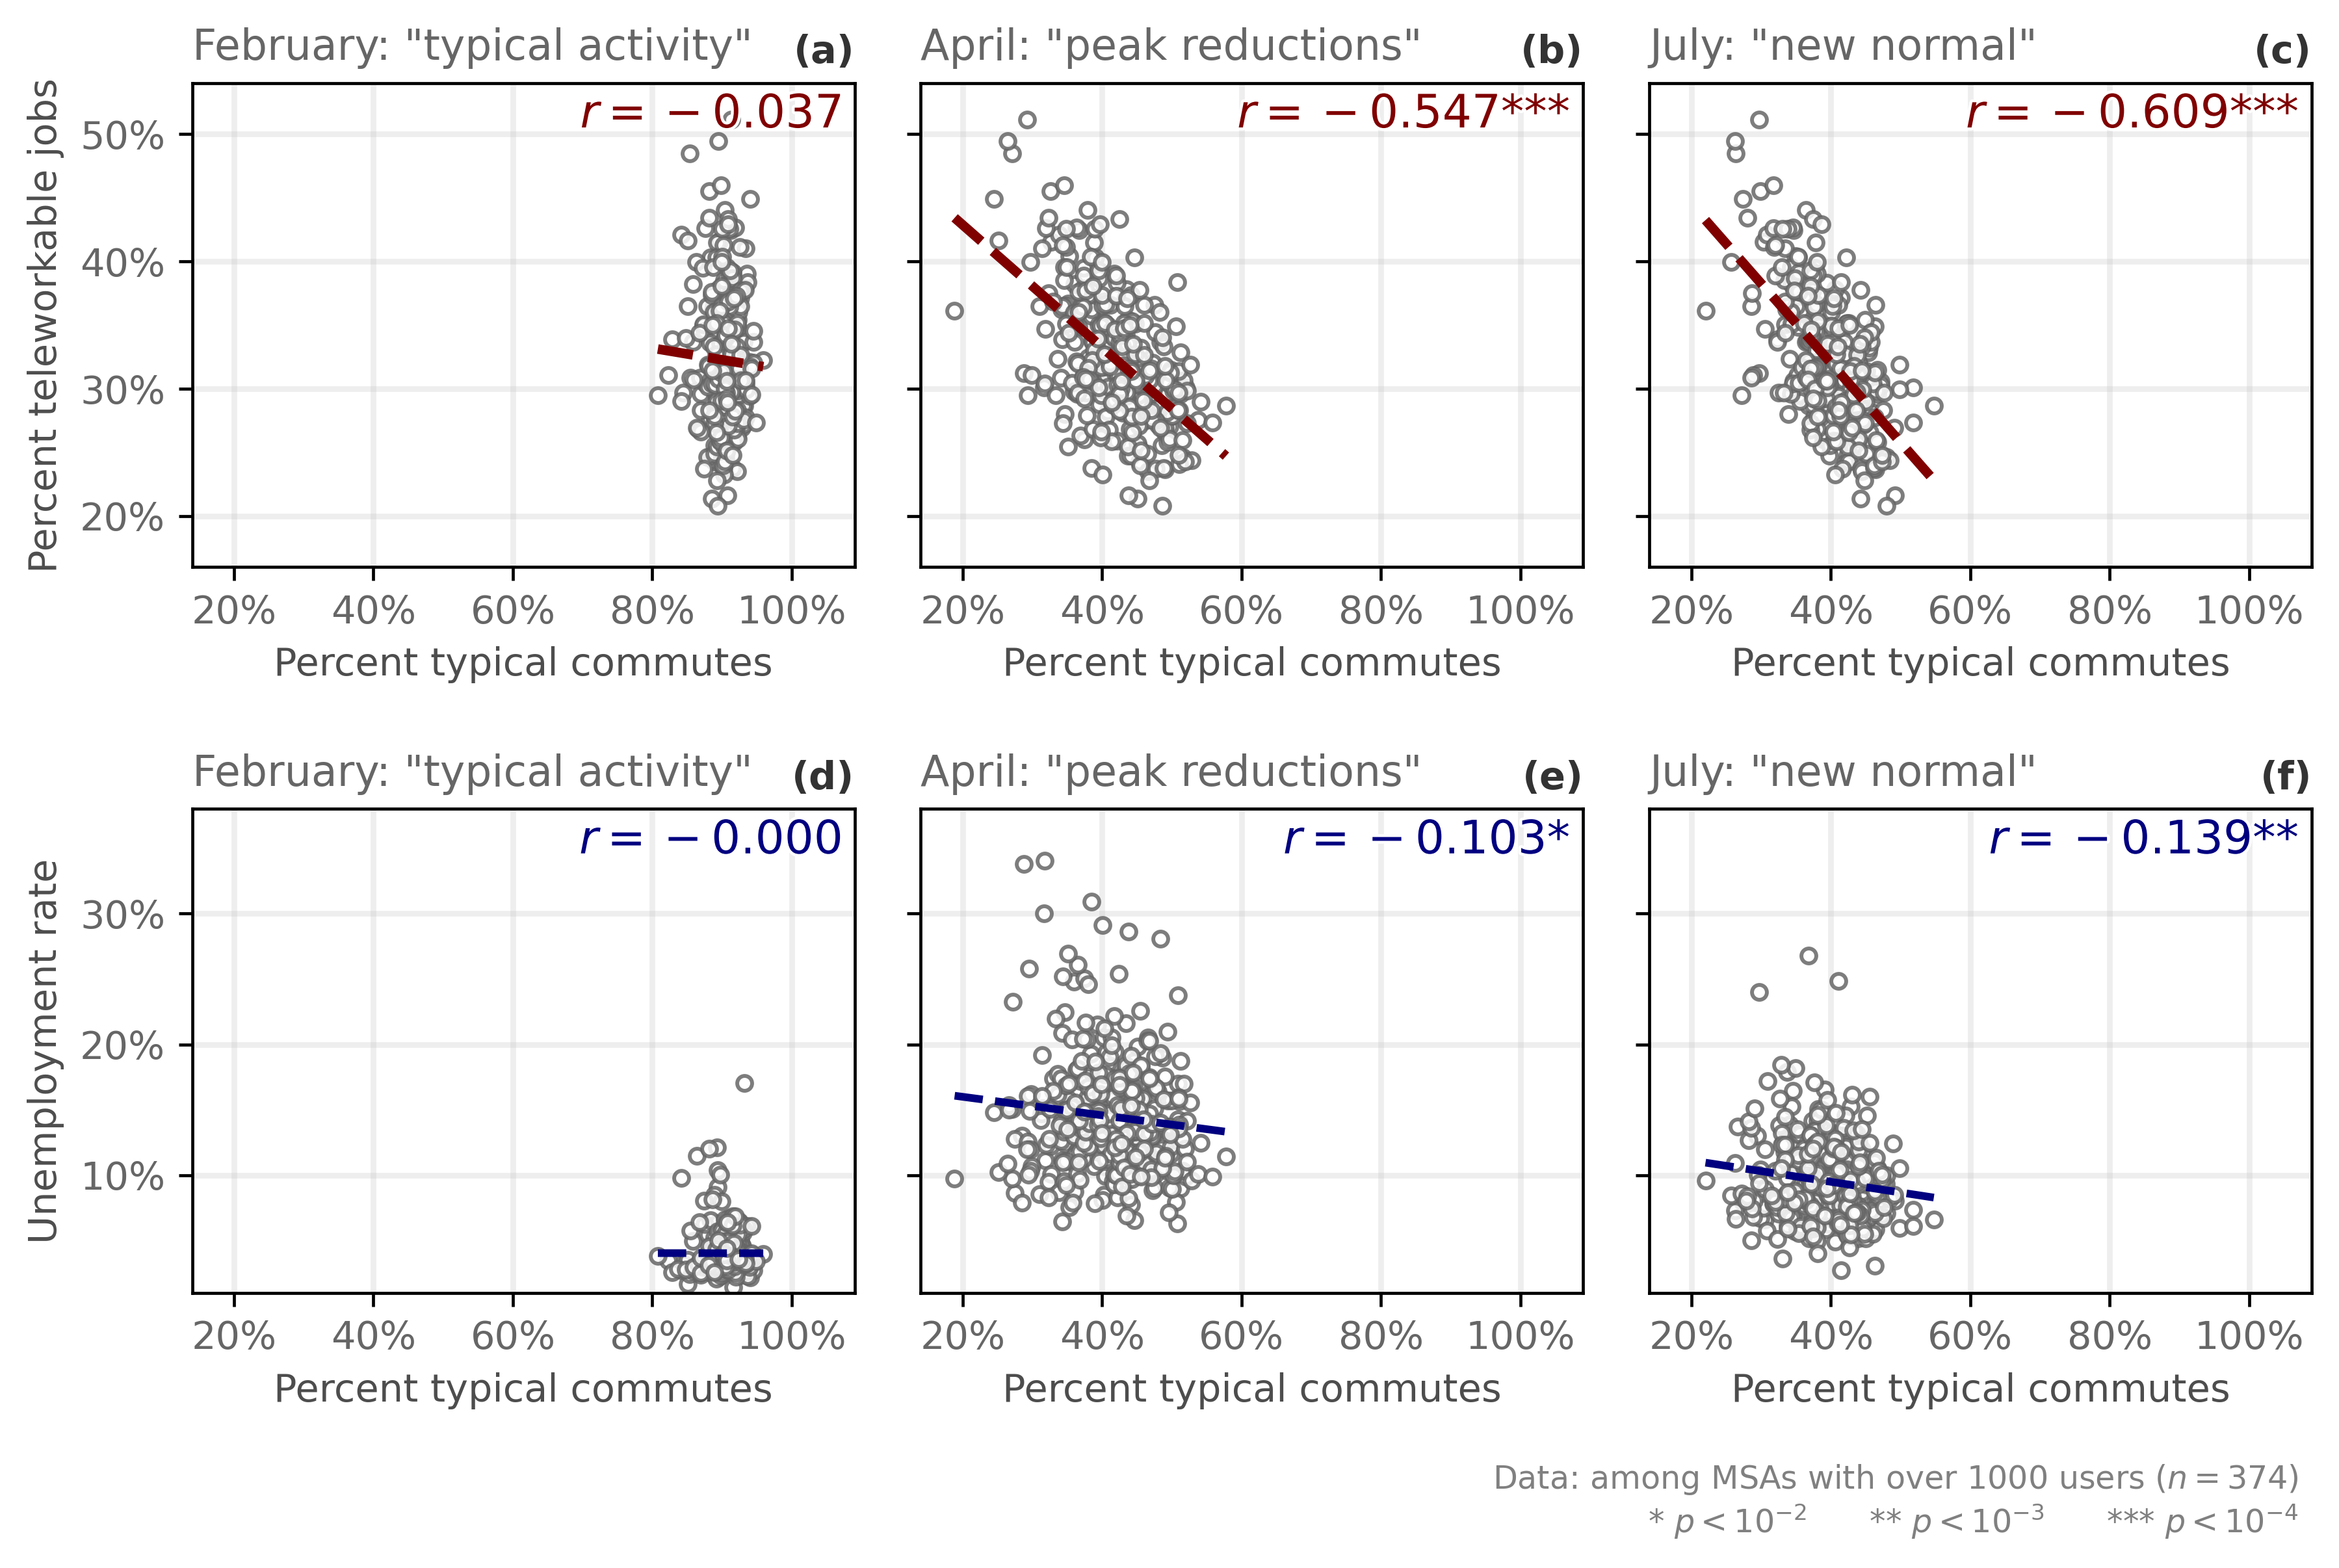 February: "typical activity" (a)
April: "peak reductions" (b)
July: "new normal" (c)
r = −0.037
r = −0.547***
r = −0.609***
Percent teleworkable jobs
50%
40%
30%
20%
20% 40% 60% 80% 100%
20% 40% 60% 80% 100%
20% 40% 60% 80% 100%
Percent typical commutes
Percent typical commutes
Percent typical commutes
February: "typical activity" (d)
April: "peak reductions" (e)
July: "new normal" (f)
r = −0.000
r = −0.103*
r = −0.139**
Unemployment rate
30%
20%
10%
20% 40% 60% 80% 100%
20% 40% 60% 80% 100%
20% 40% 60% 80% 100%
Percent typical commutes
Percent typical commutes
Percent typical commutes
Data: among MSAs with over 1000 users (n = 374)
* p < 10⁻² ** p < 10⁻³ *** p < 10⁻⁴